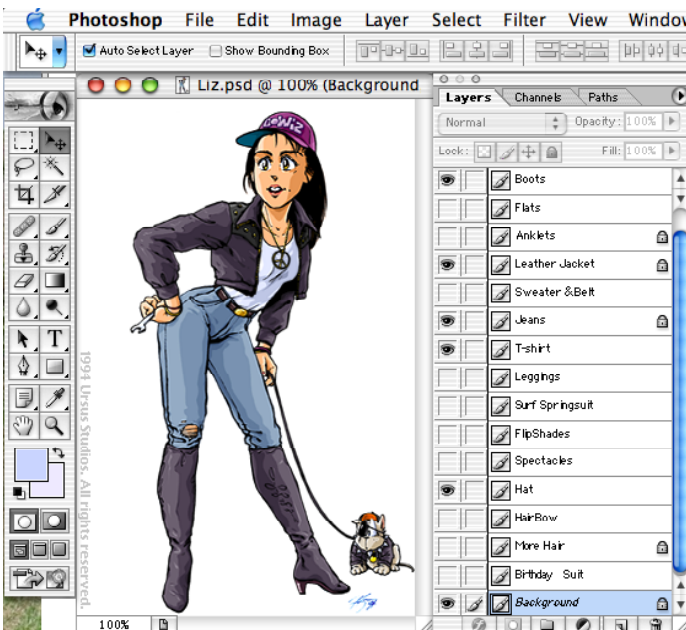 Photoshop File Edit Image Layer Select Filter View Window
Auto Select Layer Show Bounding Box
Liz.psd @ 100% (Background
Layers Channels Paths
Normal Opacity: 100%
Lock: Fill: 100%
Boots
Flats
Anklets
Leather Jacket
Sweater &Belt
Jeans
T-shirt
Leggings
Surf Springsuit
FlipShades
Spectacles
Hat
HairBow
More Hair
Birthday Suit
Background
GeWiz
T
1994 Ursus Studios. All rights reserved.
100%